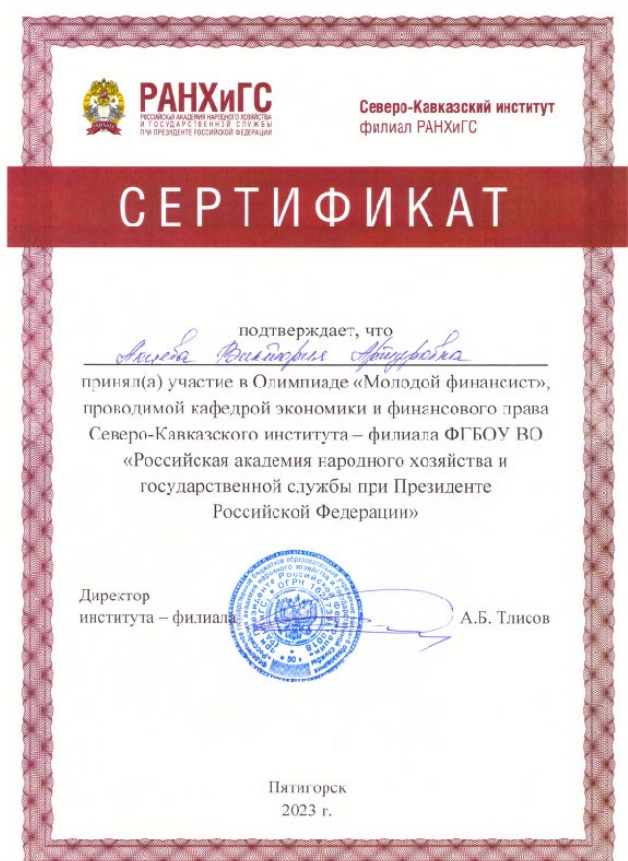 РАНХиГС
РОССИЙСКАЯ АКАДЕМИЯ НАРОДНОГО ХОЗЯЙСТВА
И ГОСУДАРСТВЕННОЙ СЛУЖБЫ
ПРИ ПРЕЗИДЕНТЕ РОССИЙСКОЙ ФЕДЕРАЦИИ
Северо-Кавказский институт
филиал РАНХиГС
СЕРТИФИКАТ
подтверждает, что
Виктория Артуровна
принял(а) участие в Олимпиаде «Молодой финансист»,
проводимой кафедрой экономики и финансового права
Северо-Кавказского института – филиала ФГБОУ ВО
«Российская академия народного хозяйства и
государственной службы при Президенте
Российской Федерации»
Директор
института – филиала
А.Б. Тлисов
Пятигорск
2023 г.